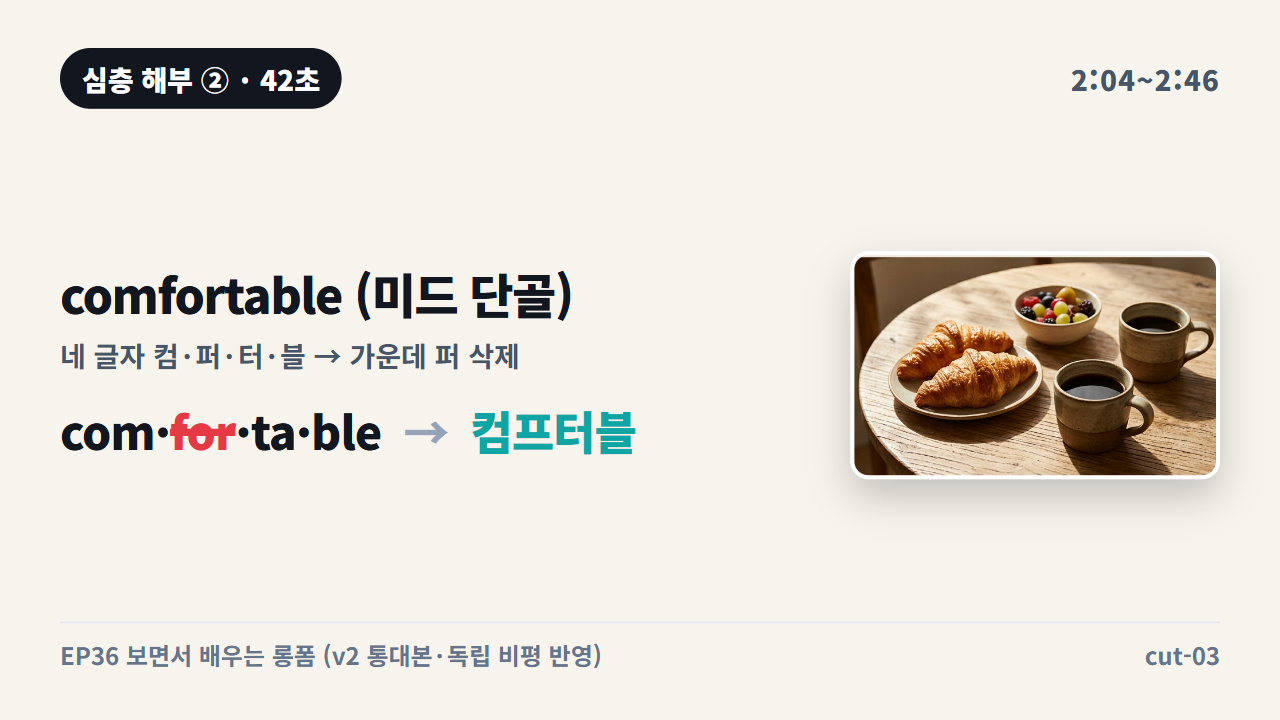 심층 해부 ② · 42초
2:04~2:46
comfortable (미드 단골)
네 글자 컴·퍼·터·블 → 가운데 퍼 삭제
com·for·ta·ble → 컴프터블
EP36 보면서 배우는 롱폼 (v2 통대본·독립 비평 반영)
cut-03